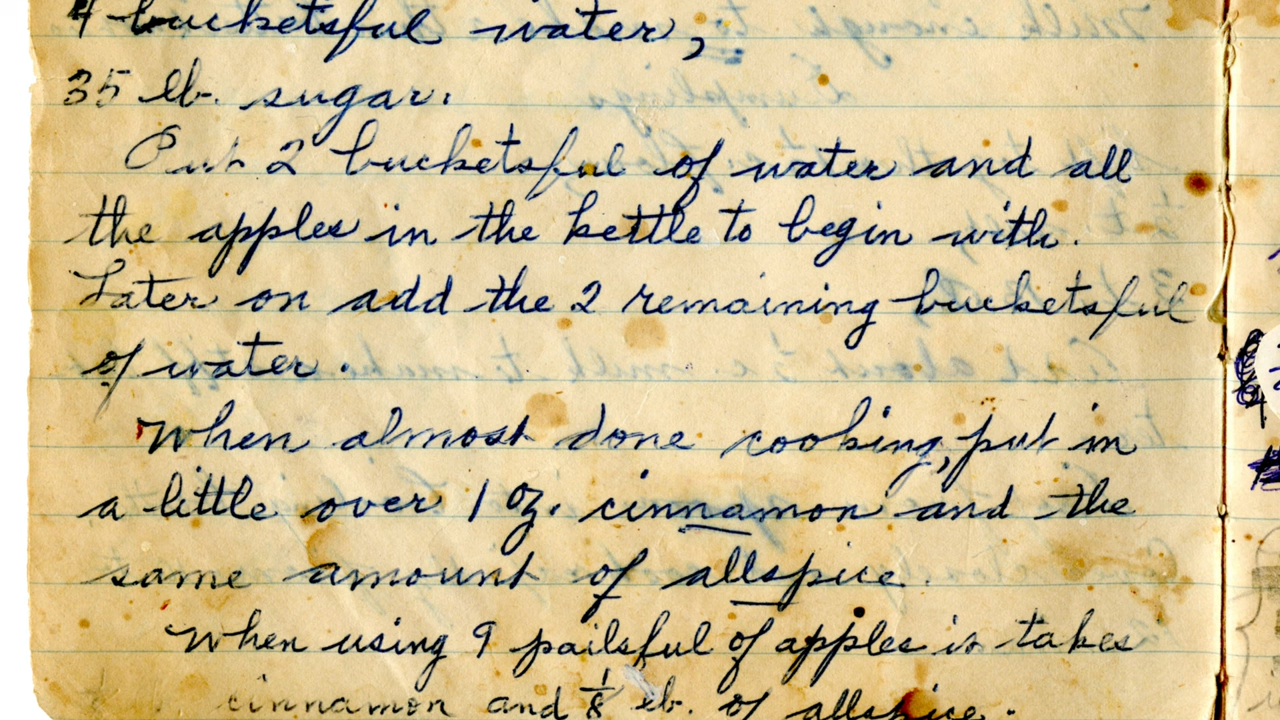 4 bucketsful water,
35 lb. sugar.
Put 2 bucketsful of water and all
the apples in the kettle to begin with.
Later on add the 2 remaining bucketsful
of water.
When almost done cooking, put in
a little over 1 oz. cinnamon and the
same amount of allspice.
When using 9 pailsful of apples it takes
cinnamon and 1/8 lb. of allspice.